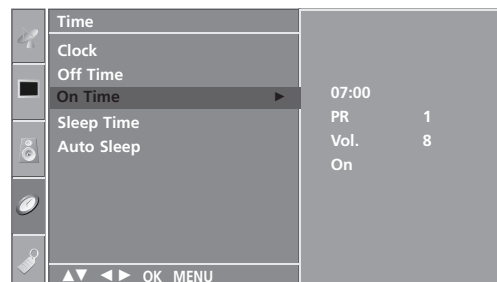 Time
Clock
Off Time
On Time ►
Sleep Time
Auto Sleep
07:00
PR 1
Vol. 8
On
▲▼ ◄► OK MENU